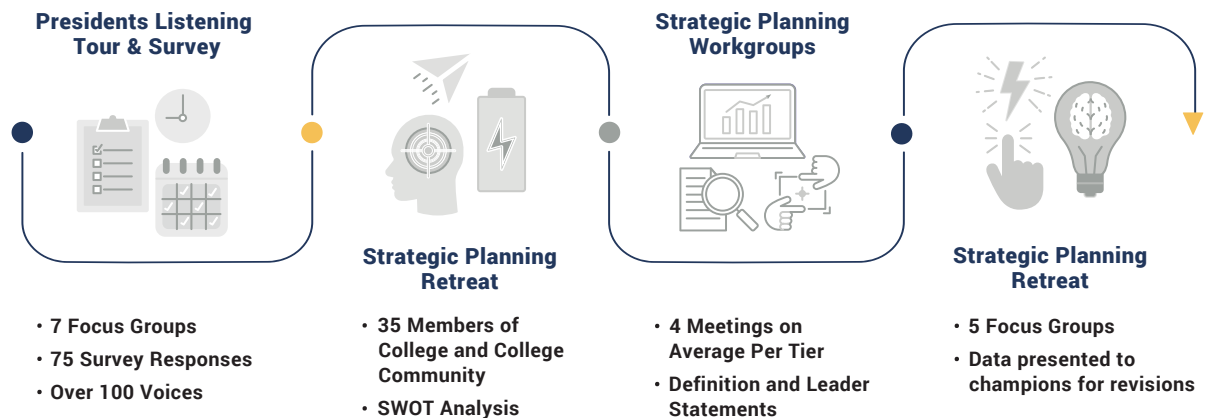 Presidents Listening
Tour & Survey
• 7 Focus Groups
• 75 Survey Responses
• Over 100 Voices
Strategic Planning
Retreat
• 35 Members of
College and College
Community
• SWOT Analysis
Strategic Planning
Workgroups
• 4 Meetings on
Average Per Tier
• Definition and Leader
Statements
Strategic Planning
Retreat
• 5 Focus Groups
• Data presented to
champions for revisions